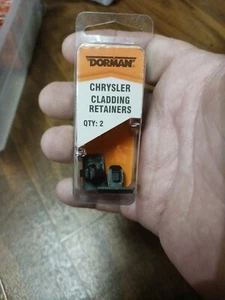 DORMAN
CHRYSLER
CLADDING
RETAINERS
QTY: 2